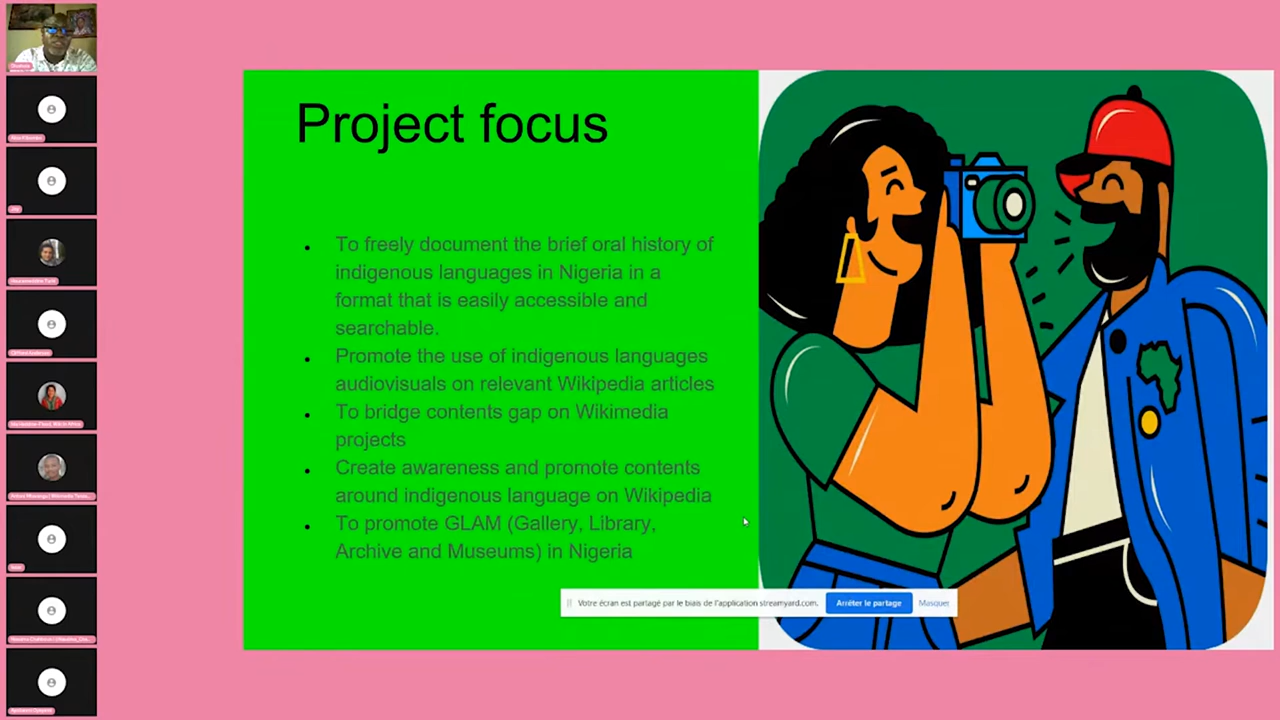 Project focus
To freely document the brief oral history of
indigenous languages in Nigeria in a
format that is easily accessible and
searchable.
Promote the use of indigenous languages
audiovisuals on relevant Wikipedia articles
To bridge contents gap on Wikimedia
projects
Create awareness and promote contents
around indigenous language on Wikipedia
To promote GLAM (Gallery, Library,
Archive and Museums) in Nigeria
Votre écran est partagé par le biais de l'application streamyard.com. Arrêter le partage Masquer